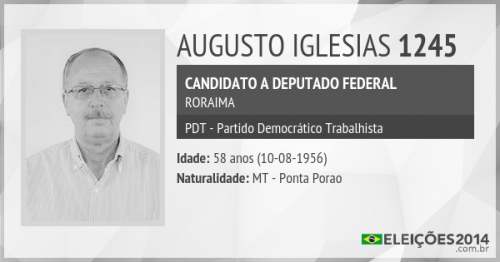 AUGUSTO IGLESIAS 1245
CANDIDATO A DEPUTADO FEDERAL
RORAIMA
PDT - Partido Democrático Trabalhista
Idade: 58 anos (10-08-1956)
Naturalidade: MT - Ponta Porao
ELEIÇÕES2014
.com.br